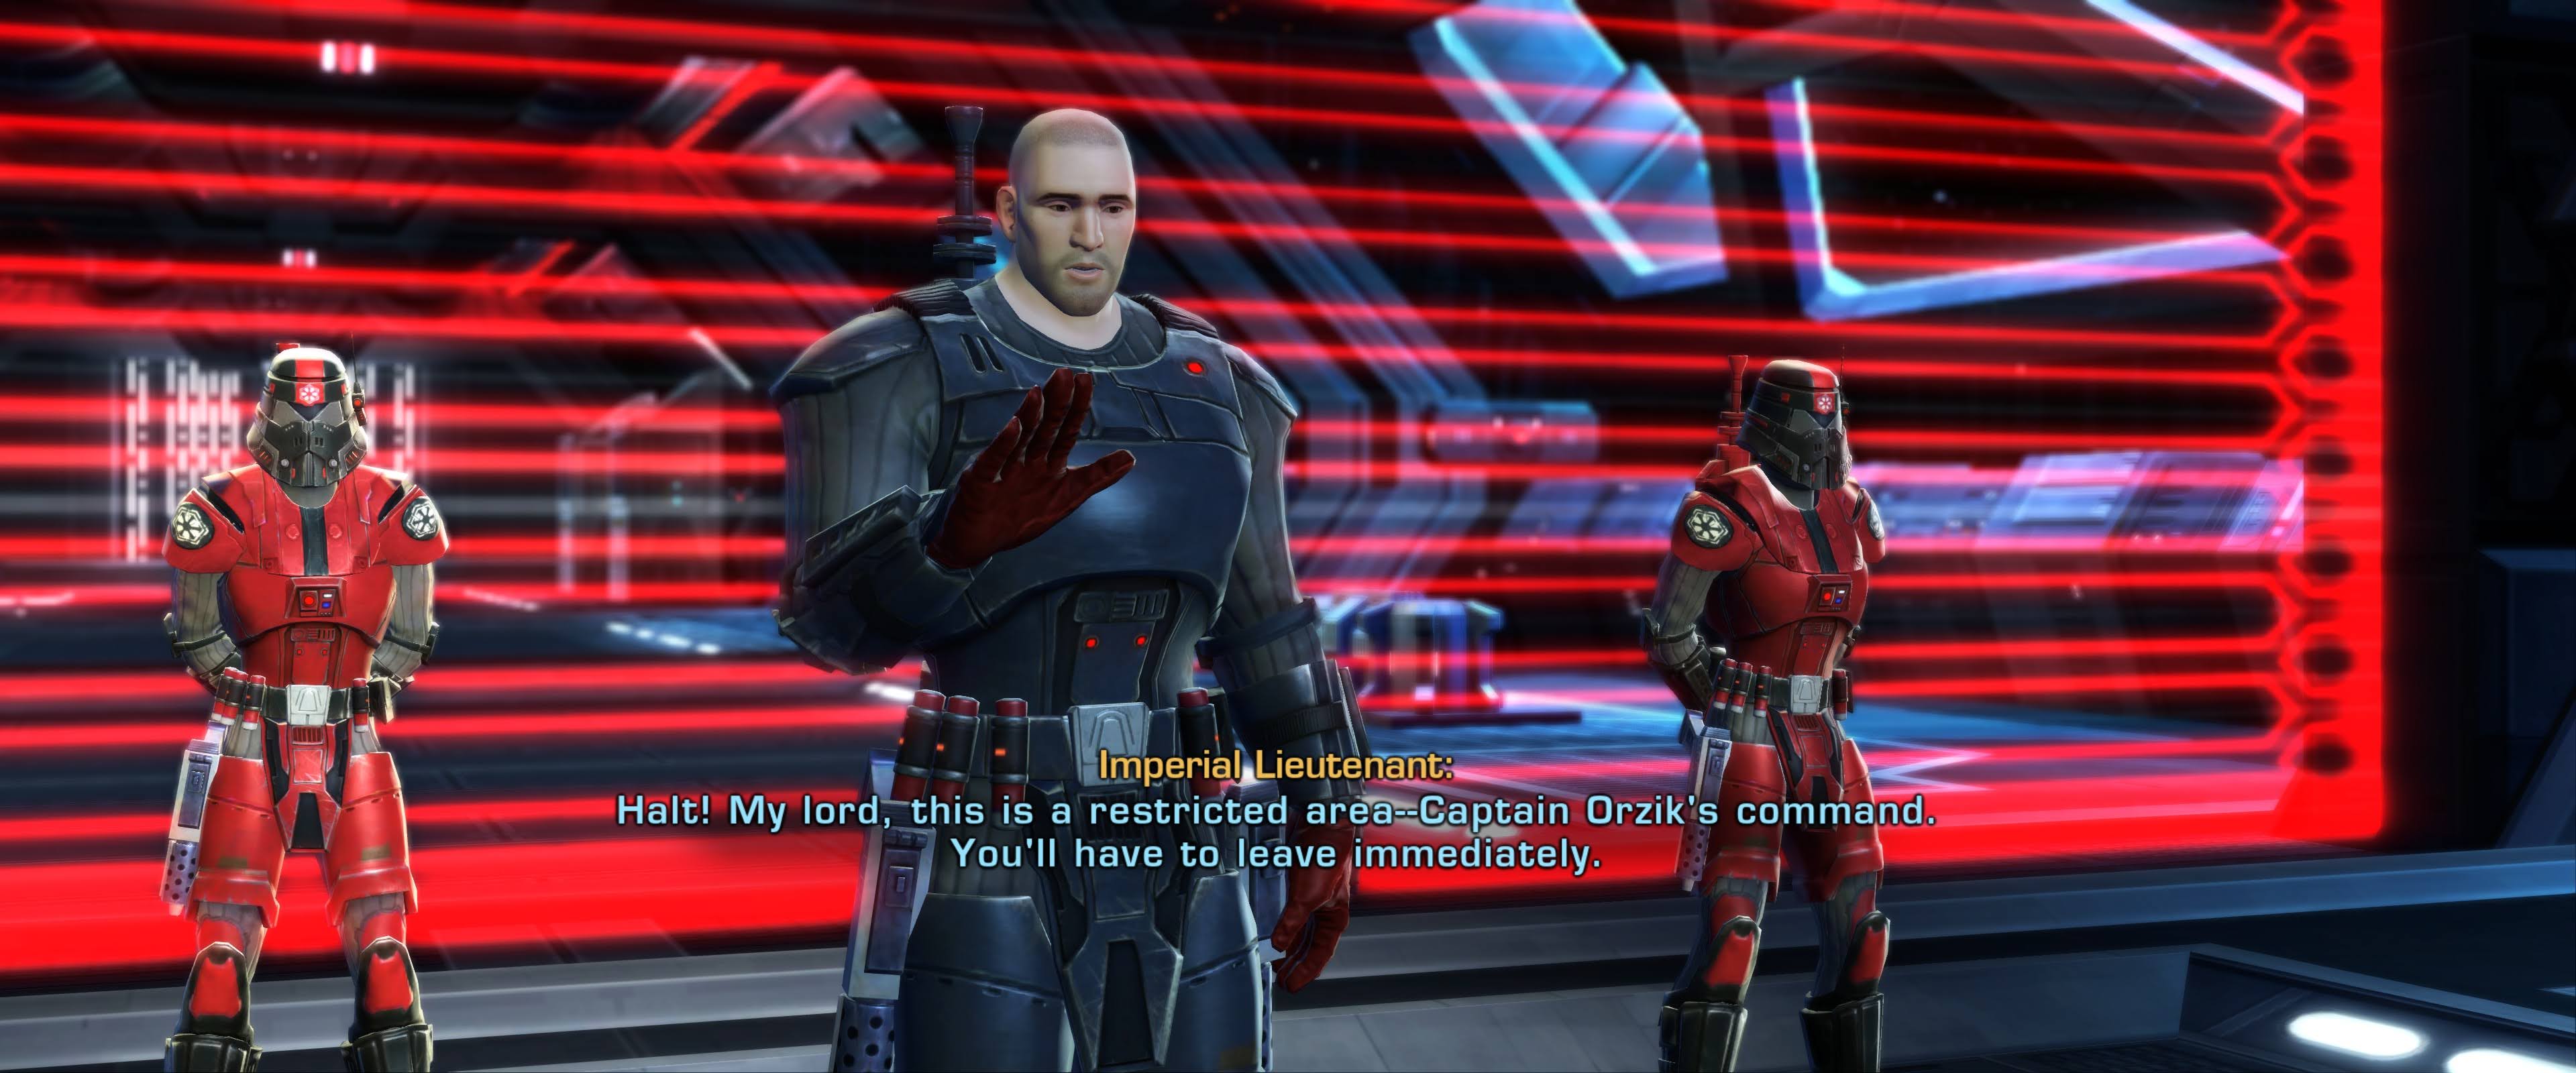 Imperial Lieutenant:
Halt! My lord, this is a restricted area--Captain Orzik's command.
You'll have to leave immediately.